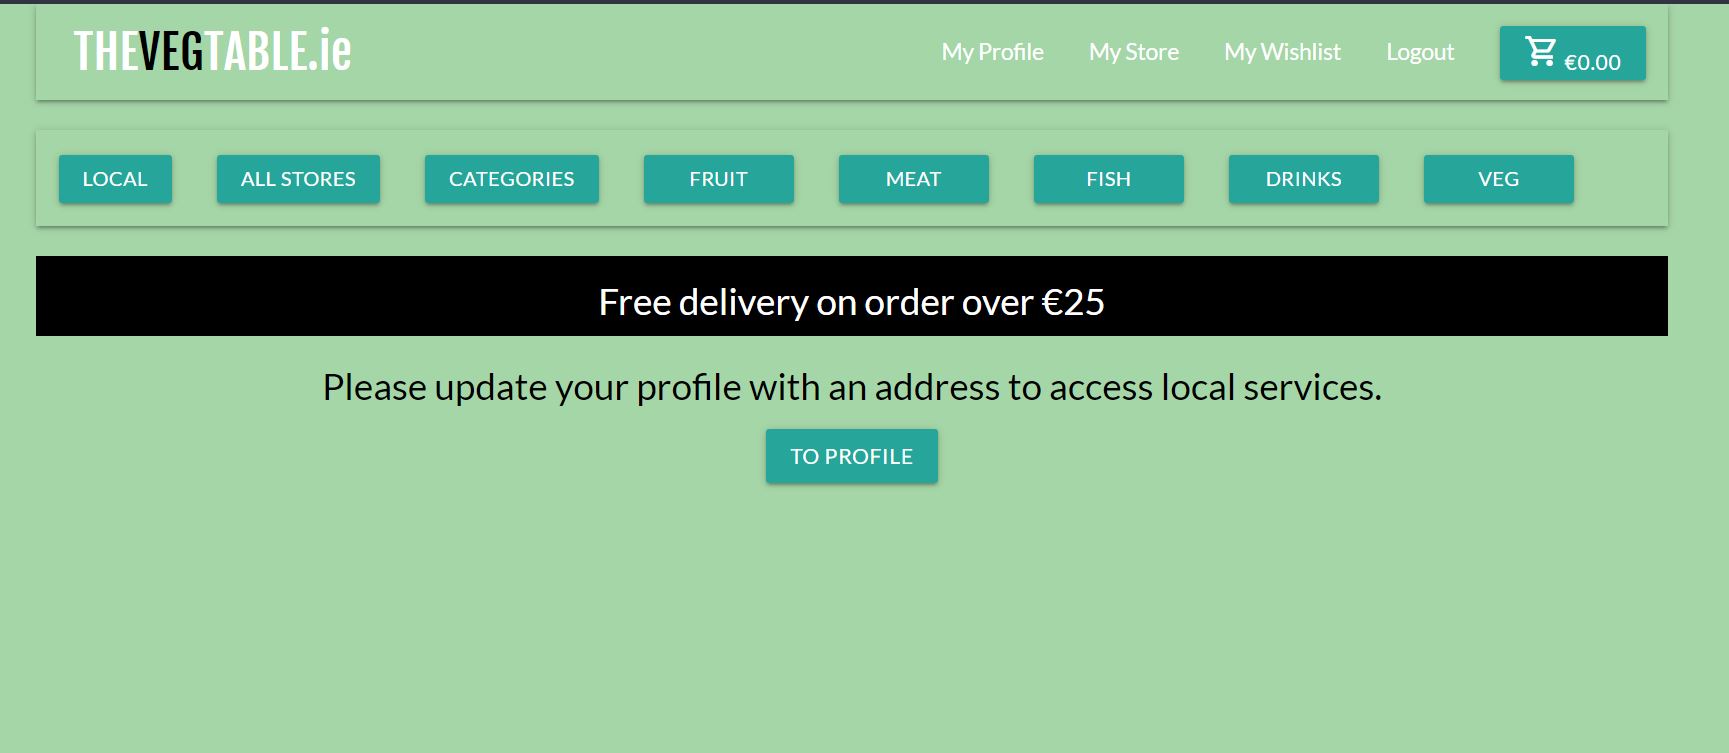 THEVEGTABLE.ie
My Profile My Store My Wishlist Logout €0.00
LOCAL ALL STORES CATEGORIES FRUIT MEAT FISH DRINKS VEG
Free delivery on order over €25
Please update your profile with an address to access local services.
TO PROFILE